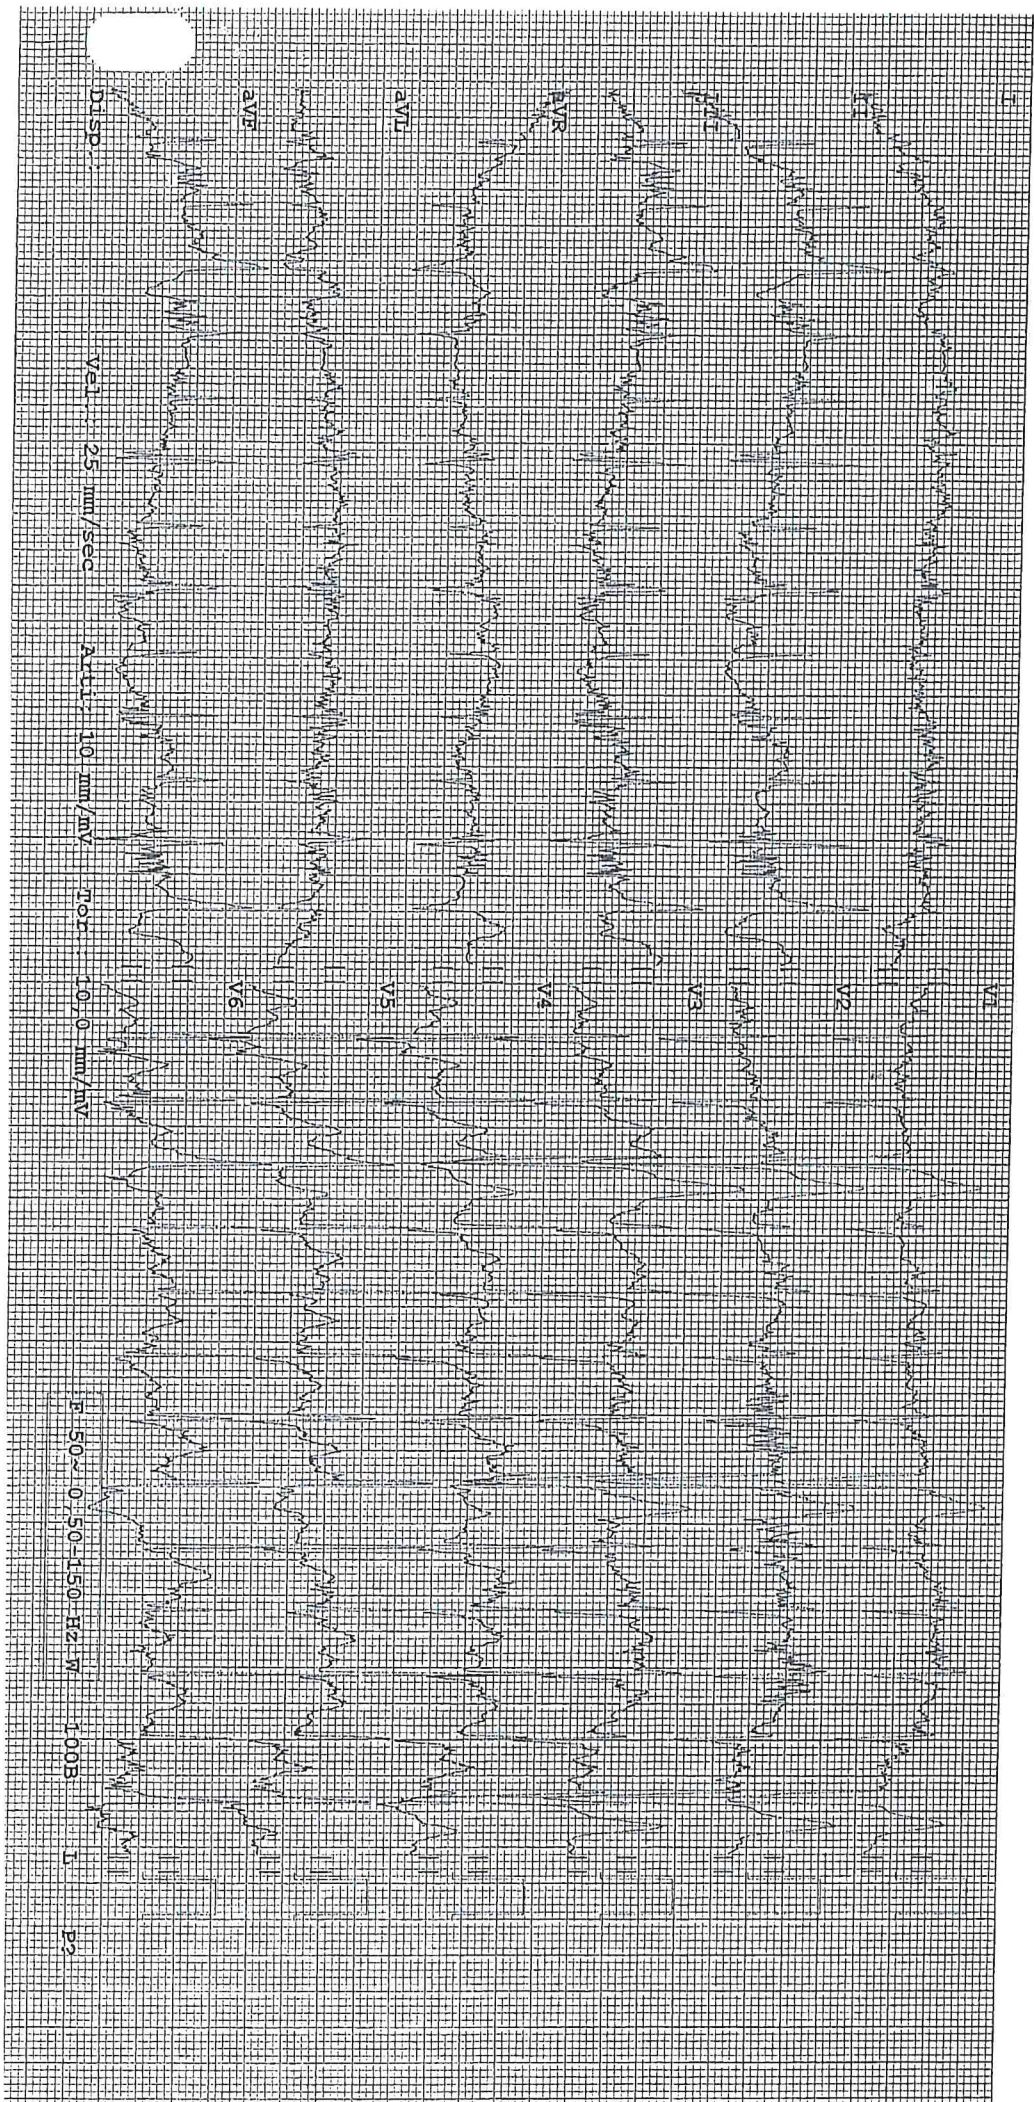 I
II
III
aVR
aVL
aVF
V1
V2
V3
V4
V5
V6
Disp.: Vel.: 25 mm/sec Arti: 10 mm/mV Tor.: 10,0 mm/mV F 50~ 0,50-150 Hz W 100B L P?